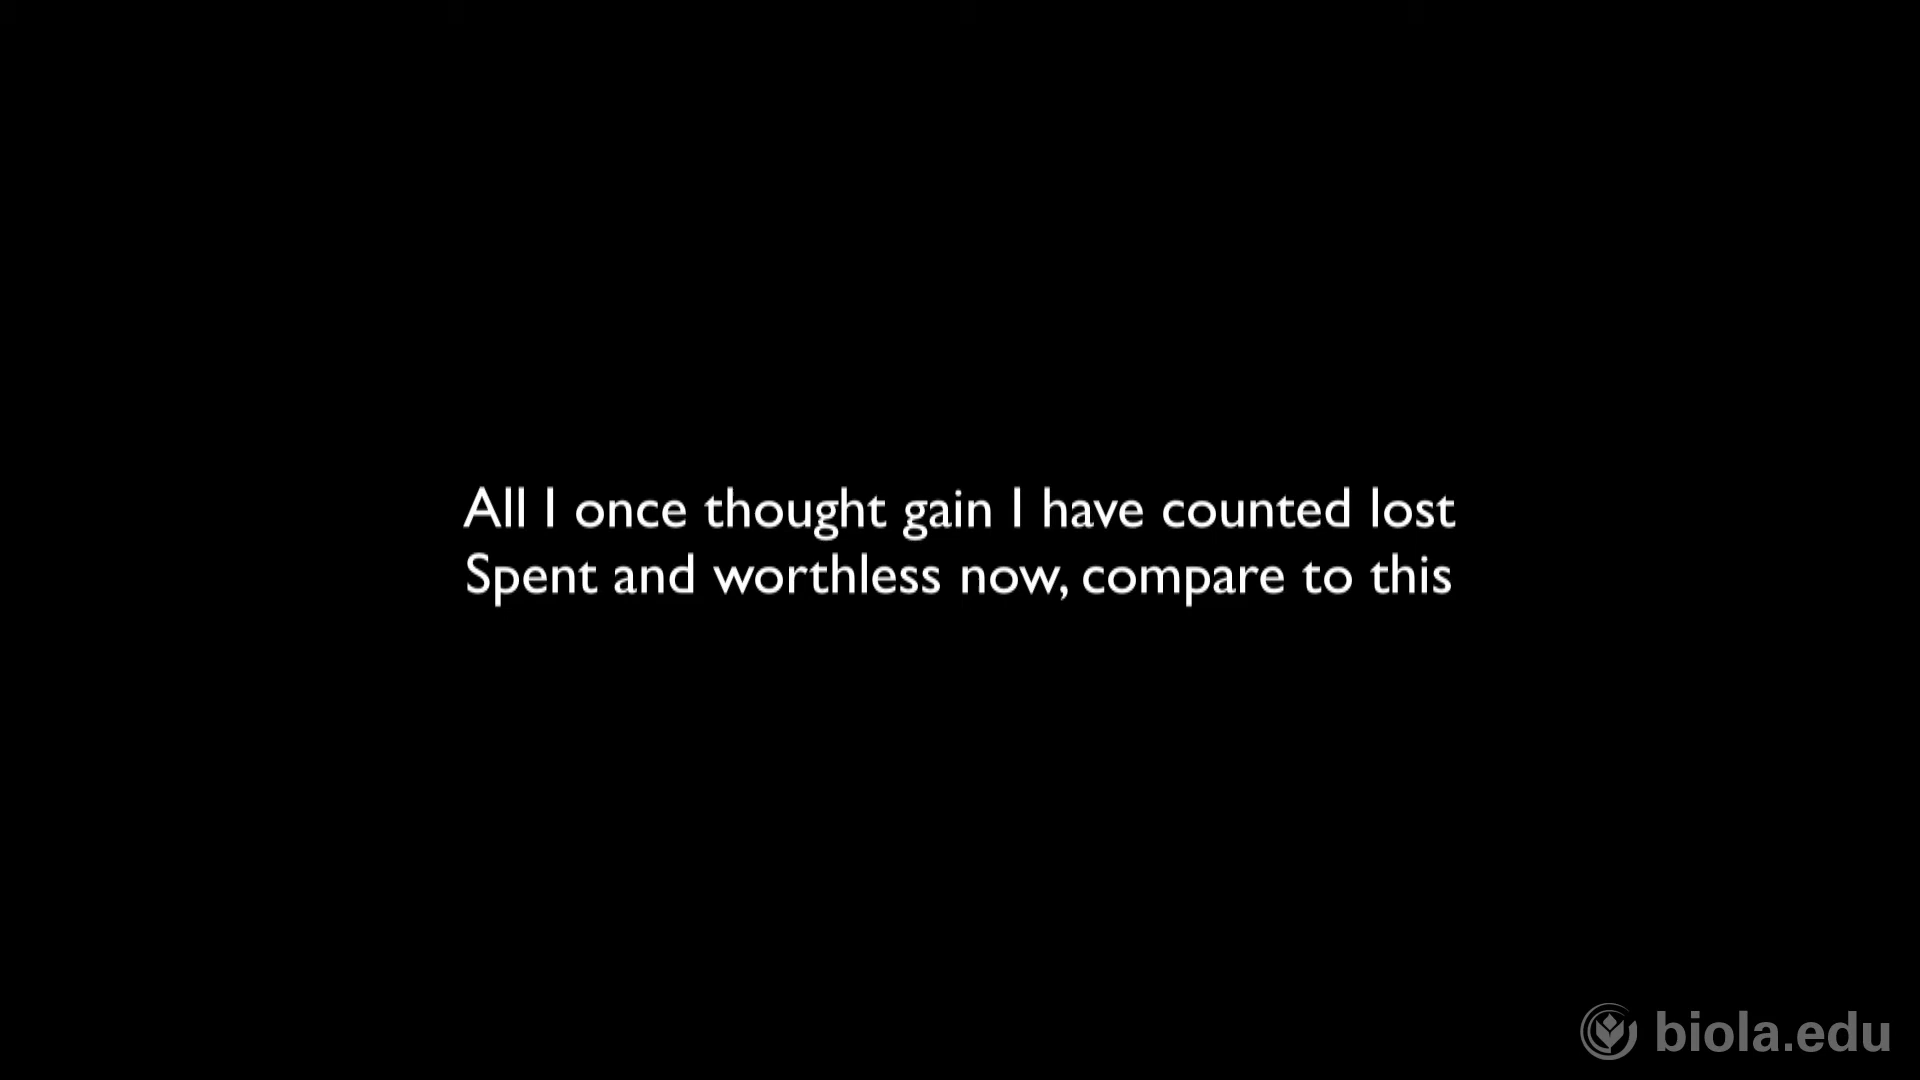 All I once thought gain I have counted lost
Spent and worthless now, compare to this
biola.edu